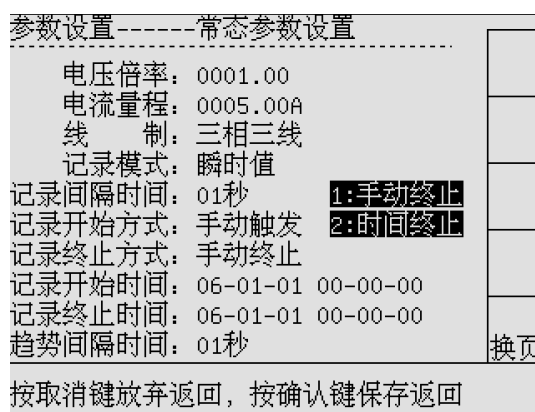 参数设置------常态参数设置
电压倍率：0001.00
电流量程：0005.00A
线　　制：三相三线
记录模式：瞬时值
记录间隔时间：01秒　1:手动终止
记录开始方式：手动触发　2:时间终止
记录终止方式：手动终止
记录开始时间：06-01-01 00-00-00
记录终止时间：06-01-01 00-00-00
趋势间隔时间：01秒
换页
按取消键放弃返回，按确认键保存返回